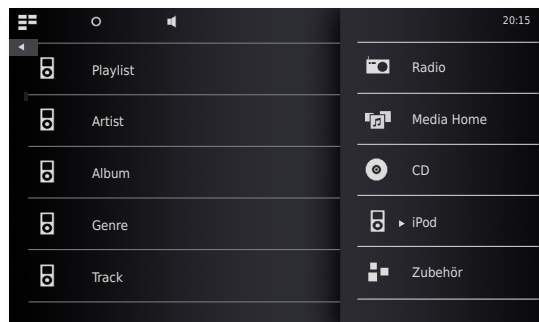 20:15
Playlist
Artist
Album
Genre
Track
Radio
Media Home
CD
iPod
Zubehör